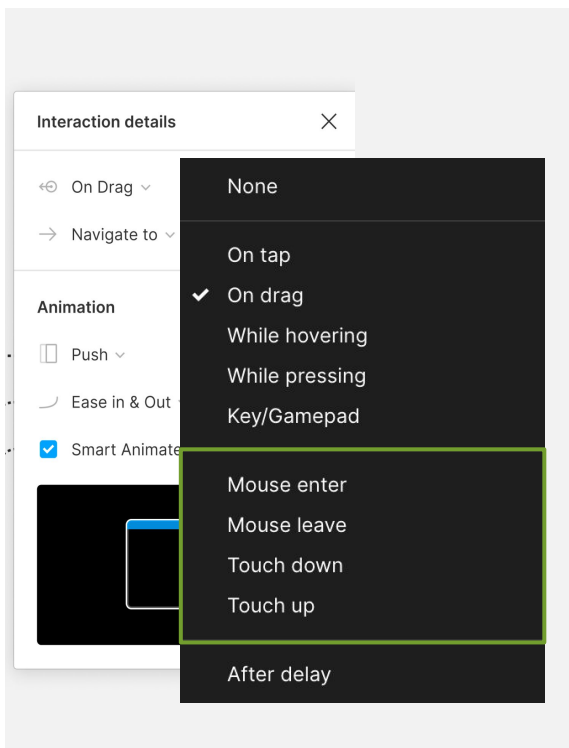 Interaction details
On Drag
Navigate to
Animation
Push
Ease in & Out
Smart Animate
None
On tap
On drag
While hovering
While pressing
Key/Gamepad
Mouse enter
Mouse leave
Touch down
Touch up
After delay